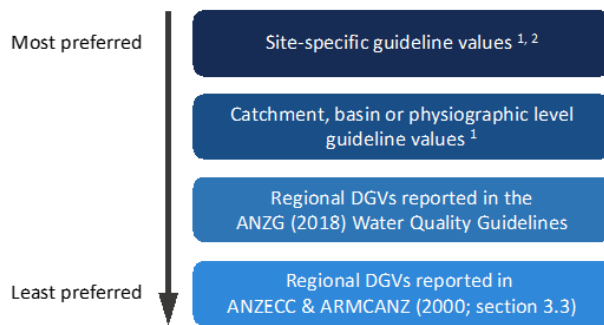 Most preferred
Site-specific guideline values 1, 2
Catchment, basin or physiographic level
guideline values 1
Regional DGVs reported in the
ANZG (2018) Water Quality Guidelines
Least preferred
Regional DGVs reported in
ANZECC & ARMCANZ (2000; section 3.3)